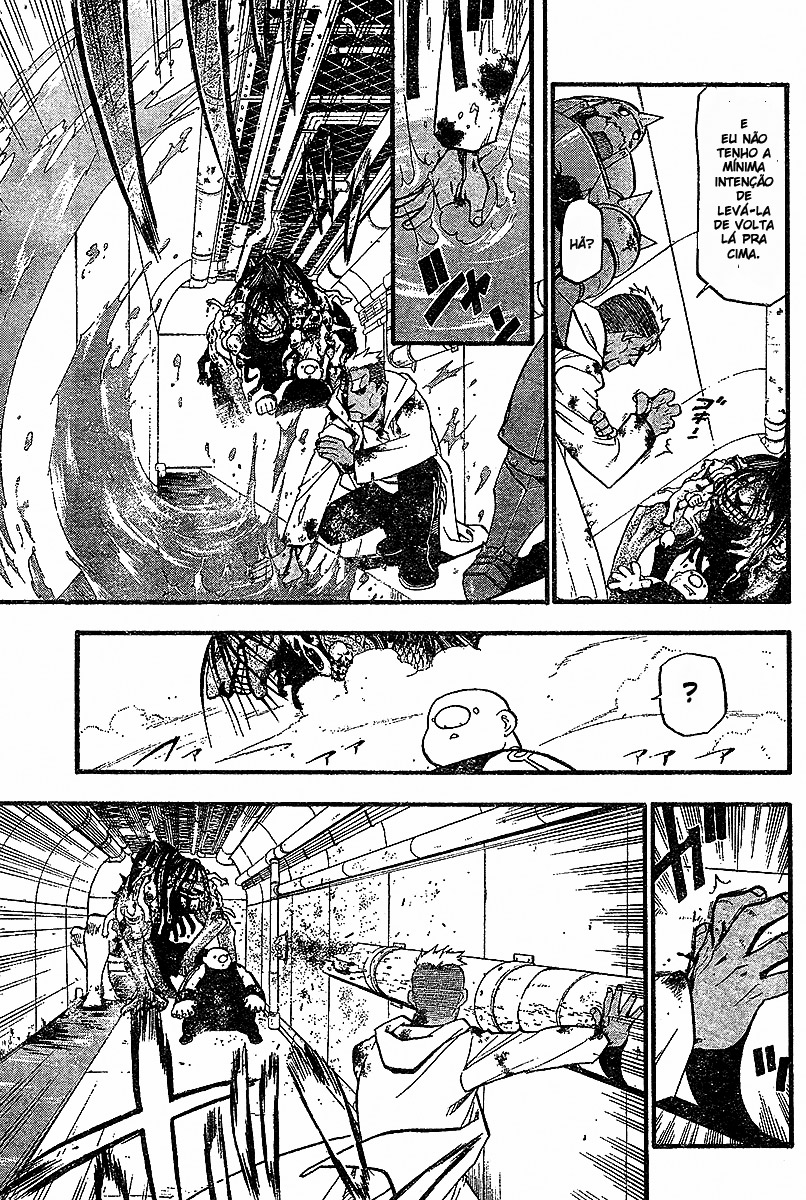 E
EU NÃO
TENHO A
MÍNIMA
INTENÇÃO
DE
LEVÁ-LA
DE VOLTA
LÁ PRA
CIMA.
HÃ?
?